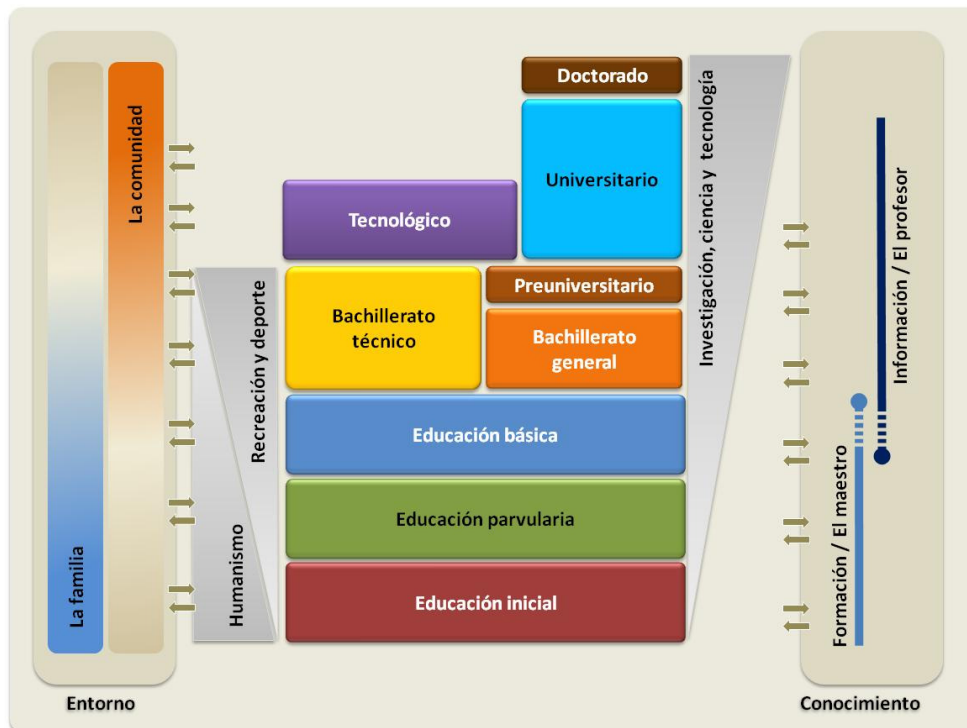 La familia
La comunidad
Entorno
Humanismo
Recreación y deporte
Doctorado
Universitario
Tecnológico
Preuniversitario
Bachillerato
técnico
Bachillerato
general
Educación básica
Educación parvularia
Educación inicial
Investigación, ciencia y tecnología
Formación / El maestro
Información / El profesor
Conocimiento